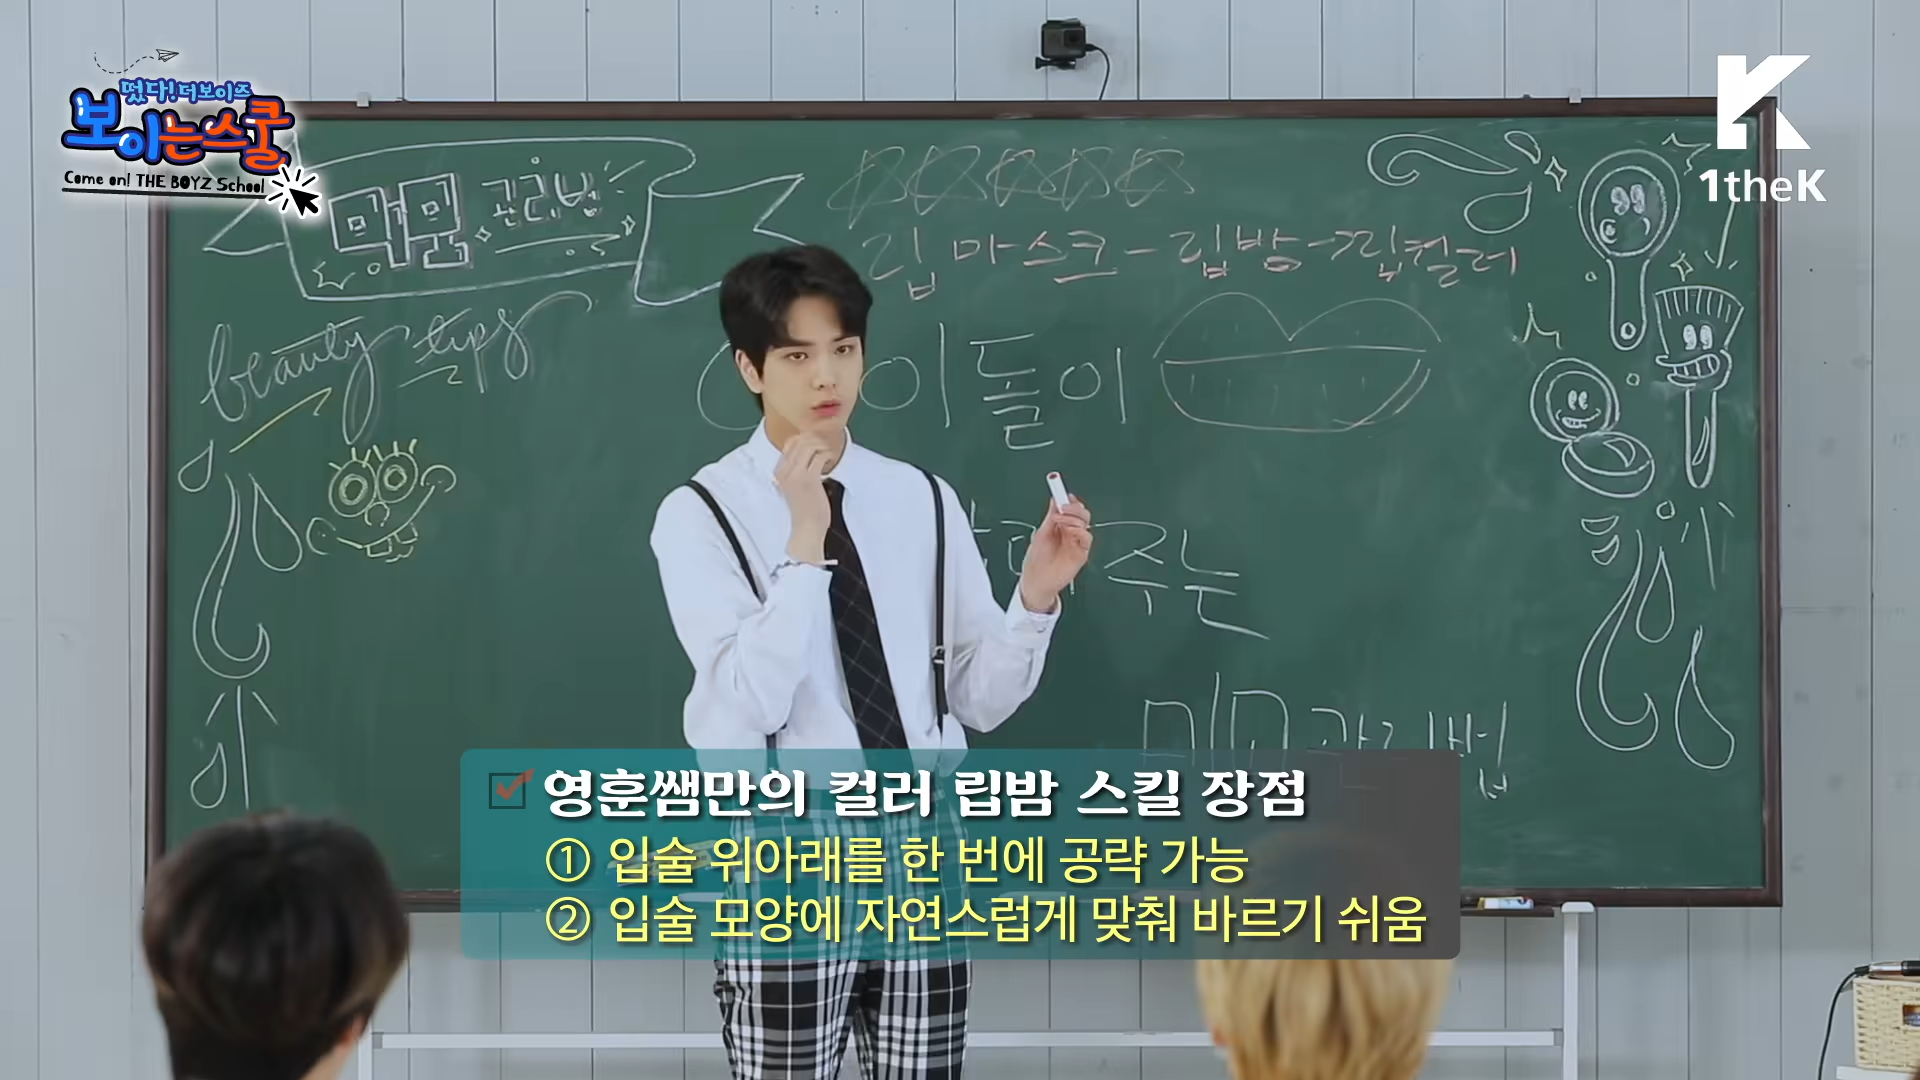 떴다! 더보이즈
보이는스쿨
Come on! THE BOYZ School
1theK
미모 관리법
beauty tips
립 마스크 - 립밤 → 립컬러
이돌이
주는
미모 관리법
영훈쌤만의 컬러 립밤 스킬 장점
① 입술 위아래를 한 번에 공략 가능
② 입술 모양에 자연스럽게 맞춰 바르기 쉬움